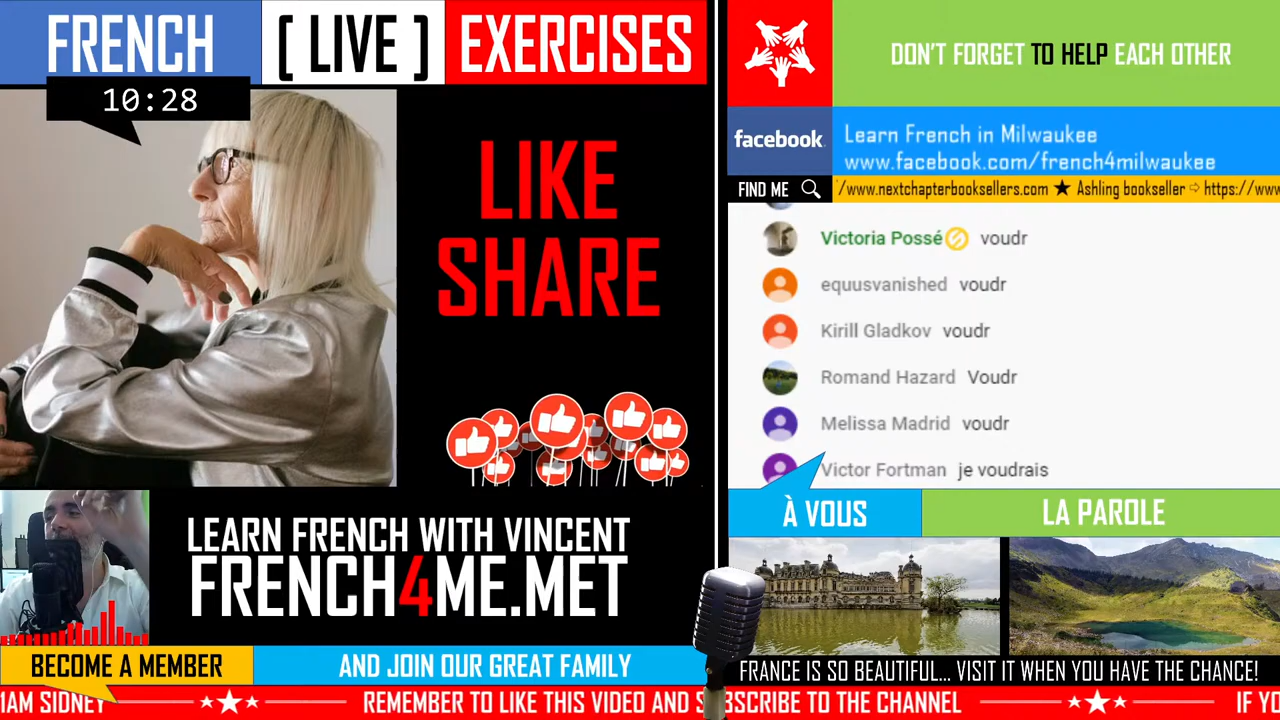 FRENCH [ LIVE ] EXERCISES
10:28
LIKE
SHARE
LEARN FRENCH WITH VINCENT
FRENCH4ME.MET
BECOME A MEMBER
AND JOIN OUR GREAT FAMILY
DON'T FORGET TO HELP EACH OTHER
facebook
Learn French in Milwaukee
www.facebook.com/french4milwaukee
FIND ME
/www.nextchapterbooksellers.com ★ Ashling bookseller ⇨ https://www
Victoria Possé voudr
equusvanished voudr
Kirill Gladkov voudr
Romand Hazard Voudr
Melissa Madrid voudr
Victor Fortman je voudrais
À VOUS
LA PAROLE
FRANCE IS SO BEAUTIFUL... VISIT IT WHEN YOU HAVE THE CHANCE!
1AM SIDNEY ★ REMEMBER TO LIKE THIS VIDEO AND S BSCRIBE TO THE CHANNEL ★ IF YO